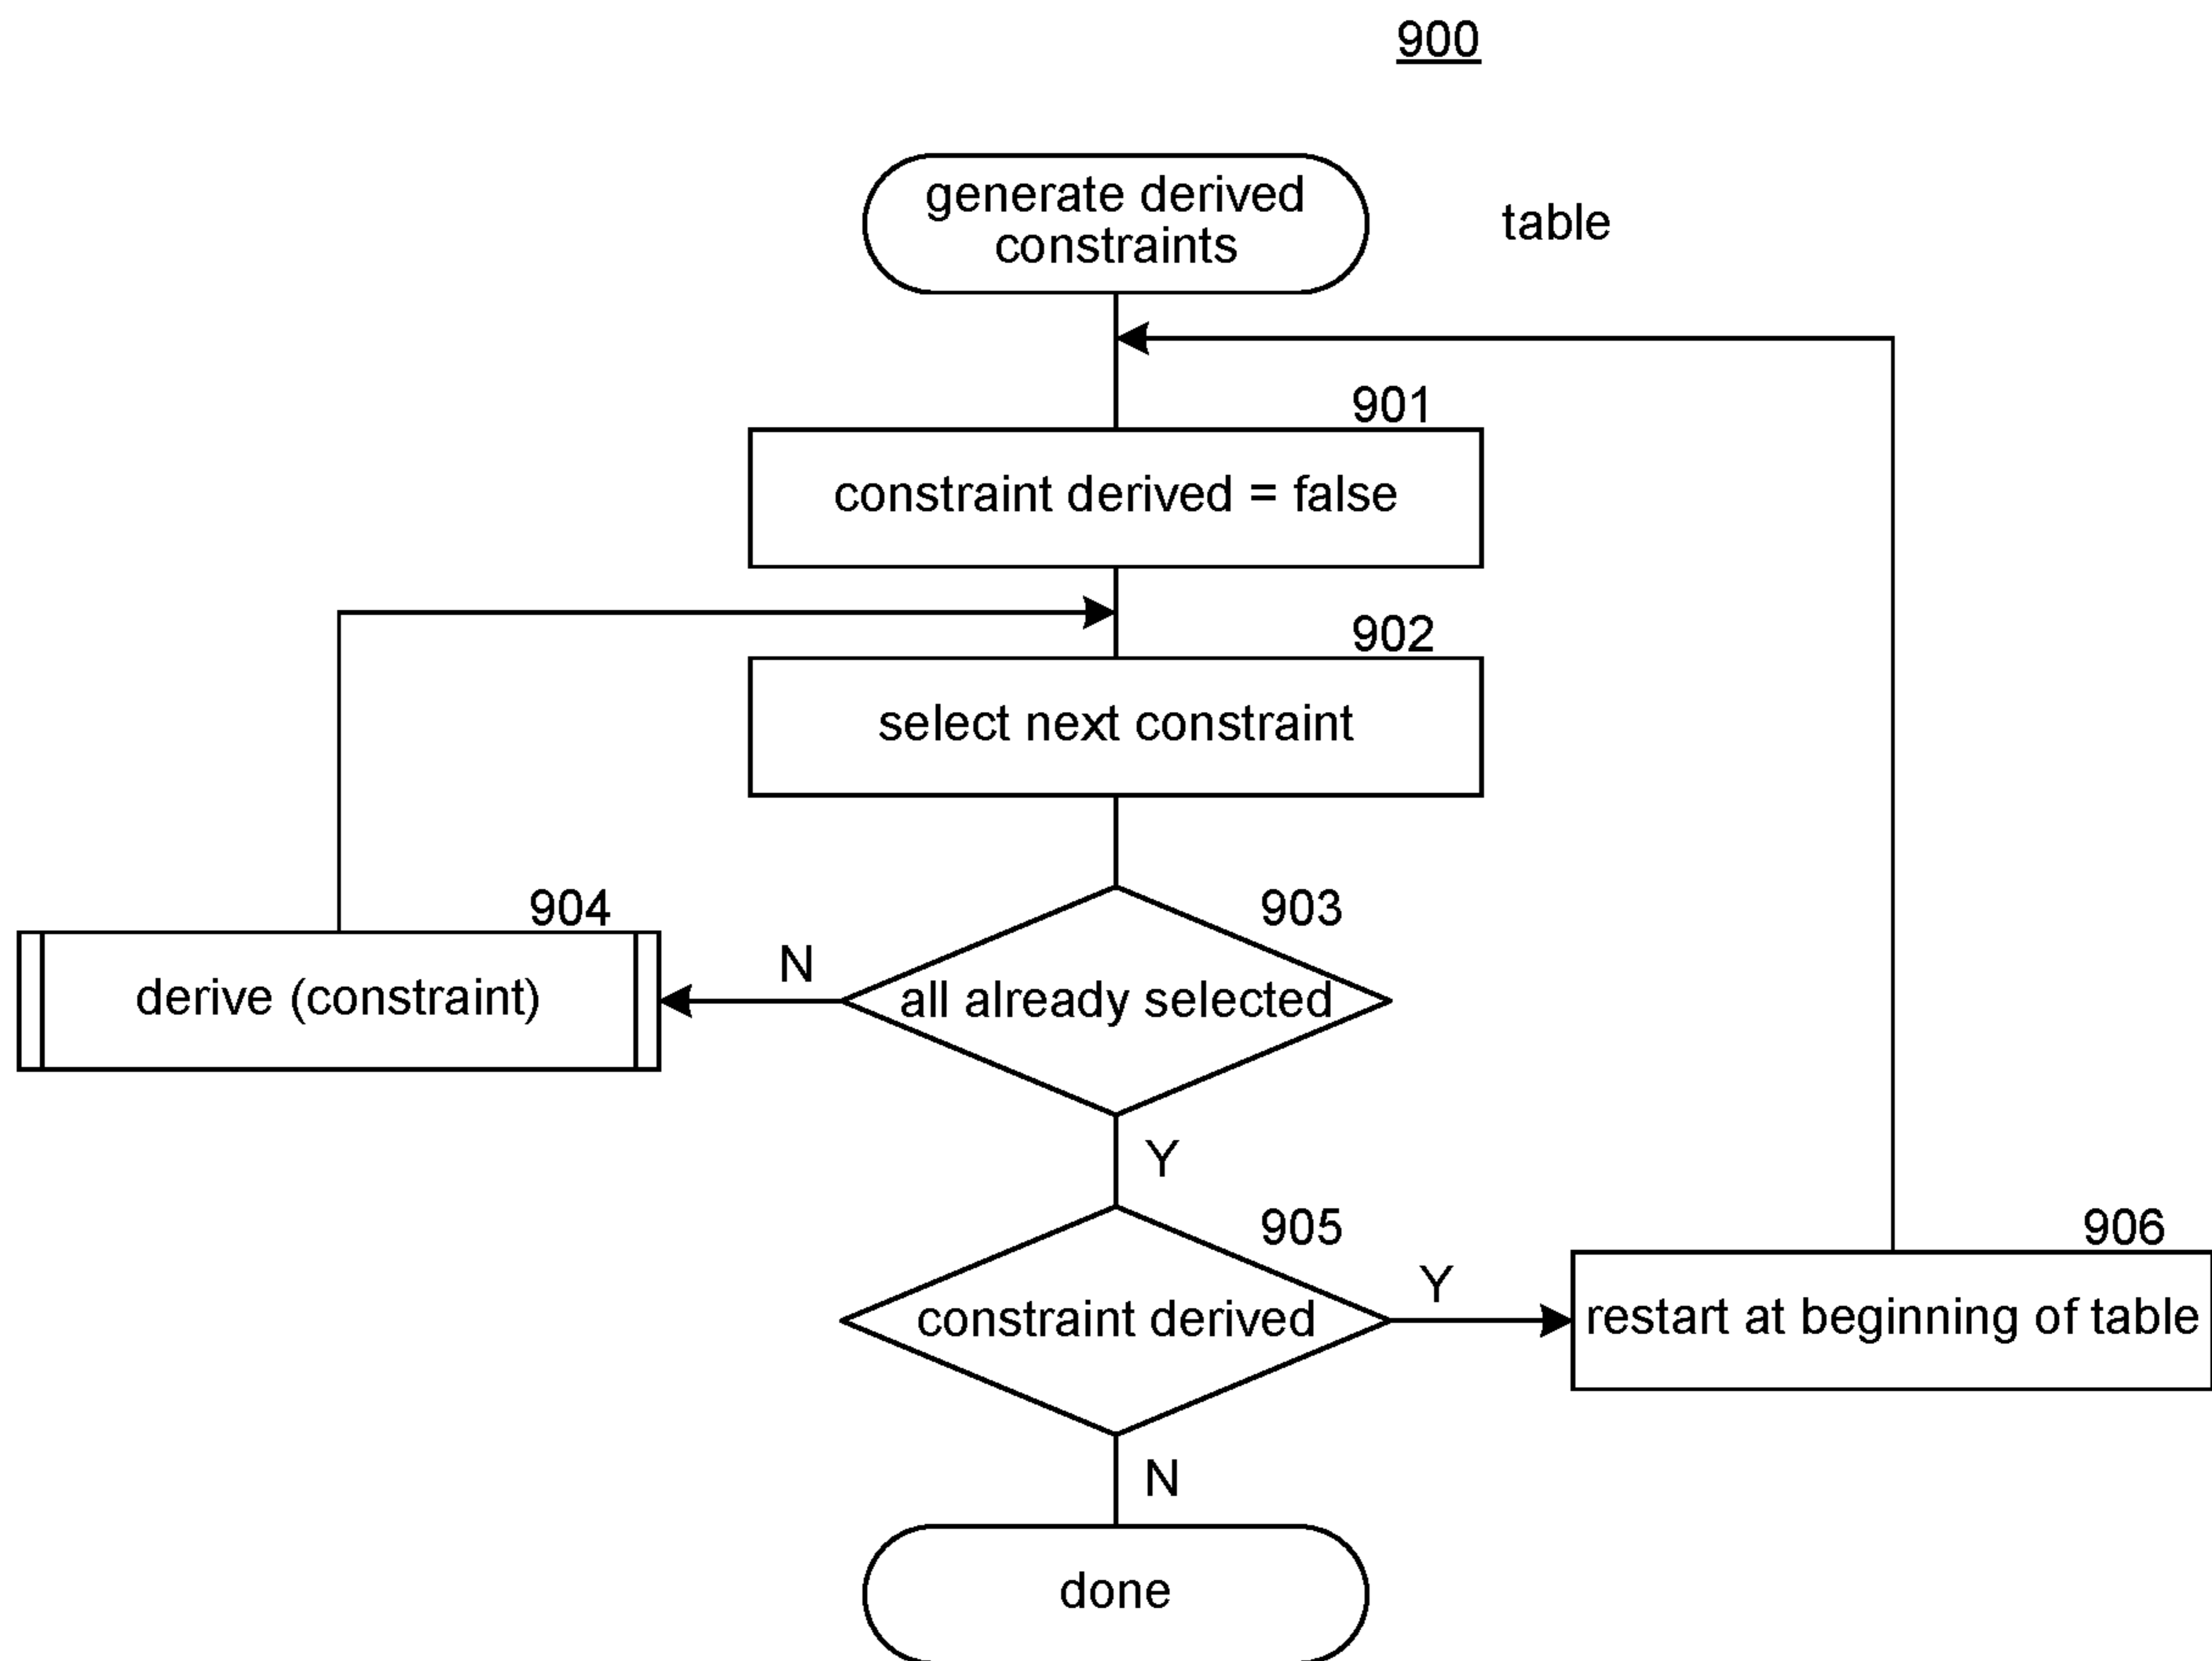 900
generate derived
constraints
table
901
constraint derived = false
902
select next constraint
904
903
derive (constraint)
N
all already selected
Y
905
906
constraint derived
Y
restart at beginning of table
N
done